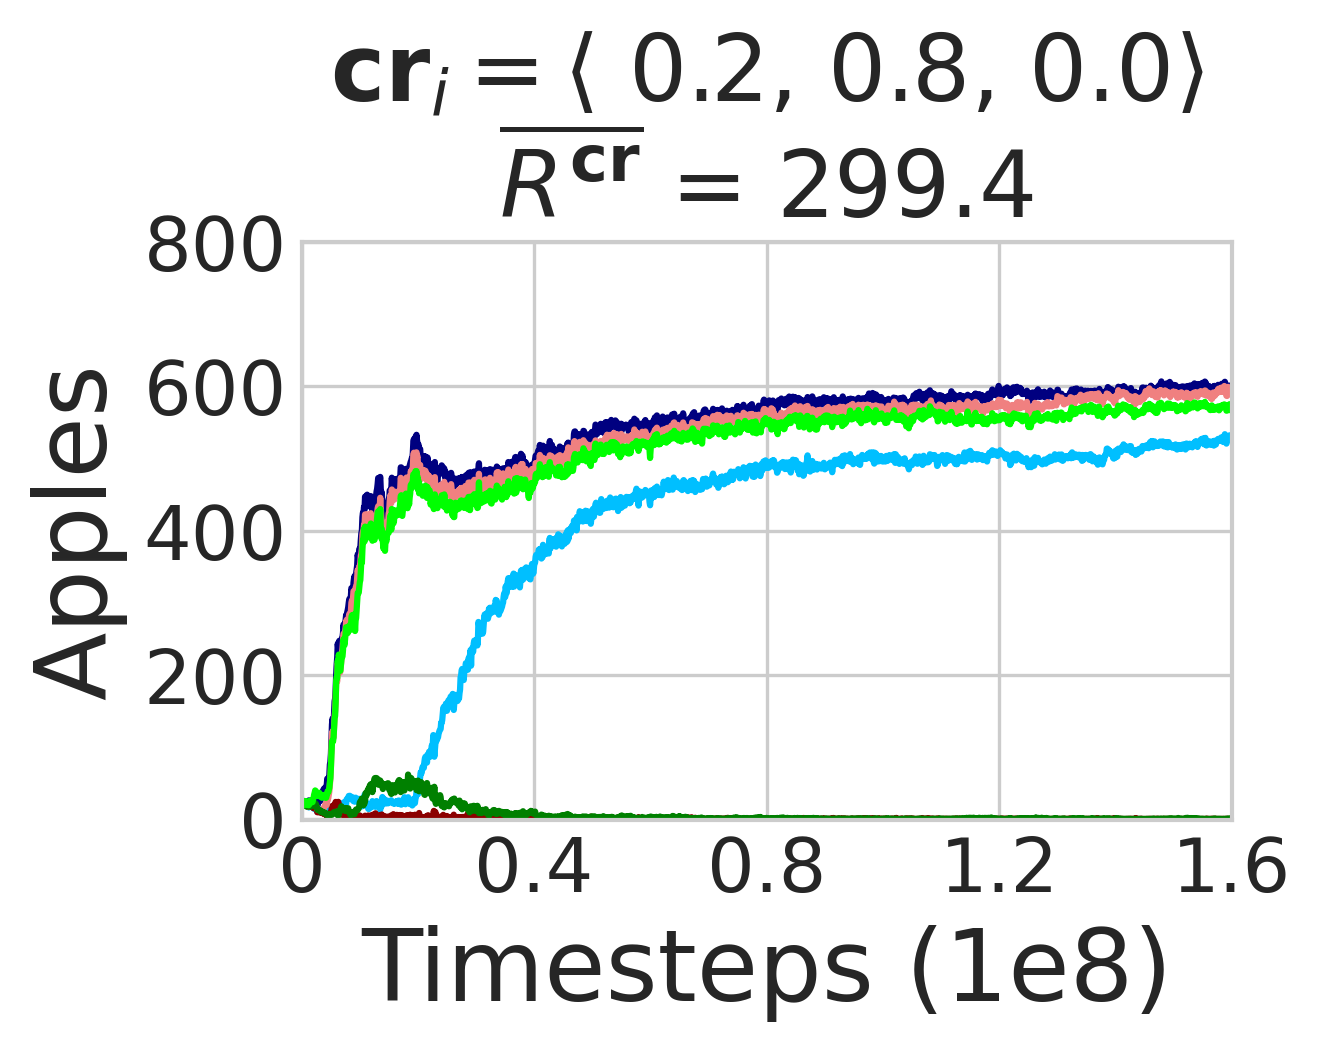 cr_i = ⟨ 0.2, 0.8, 0.0⟩
\overline{R^{cr}} = 299.4
800
600
400
200
0
Apples
0 0.4 0.8 1.2 1.6
Timesteps (1e8)